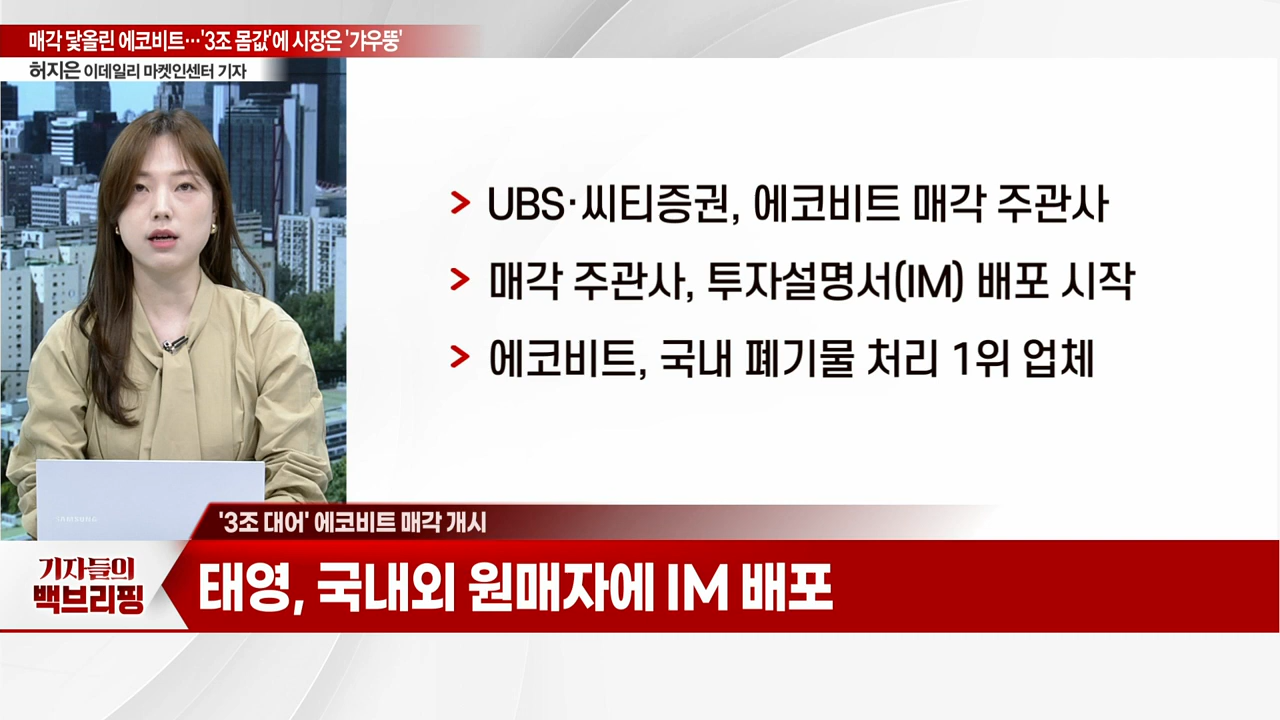 매각 닻올린 에코비트…'3조 몸값'에 시장은 '갸우뚱'
허지은 이데일리 마켓인센터 기자
> UBS·씨티증권, 에코비트 매각 주관사
> 매각 주관사, 투자설명서(IM) 배포 시작
> 에코비트, 국내 폐기물 처리 1위 업체
SAMSUNG
'3조 대어' 에코비트 매각 개시
기자들의
백브리핑
태영, 국내외 원매자에 IM 배포